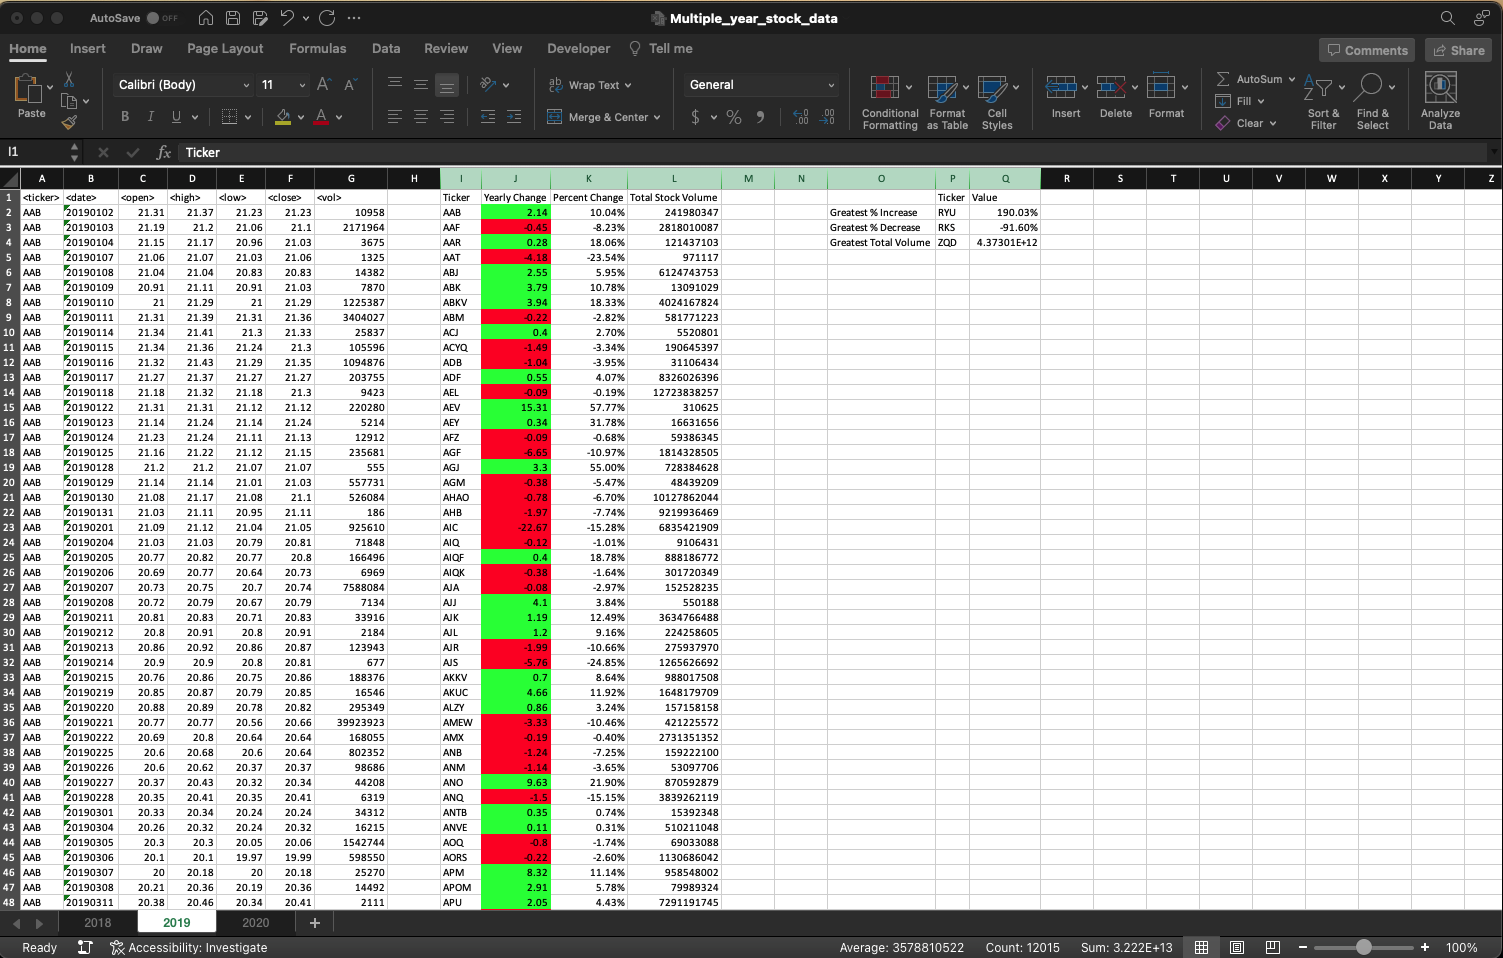 AutoSave OFF Multiple_year_stock_data
Home Insert Draw Page Layout Formulas Data Review View Developer Tell me Comments Share
Paste Calibri (Body) 11 Wrap Text Merge & Center General Conditional Formatting Format as Table Cell Styles Insert Delete Format AutoSum Fill Clear Sort & Filter Find & Select Analyze Data
I1 fx Ticker
A B C D E F G H I J K L M N O P Q R S T U V W X Y Z
1 <ticker> <date> <open> <high> <low> <close> <vol> Ticker Yearly Change Percent Change Total Stock Volume Ticker Value
2 AAB 20190102 21.31 21.37 21.23 21.23 10958 AAB 2.14 10.04% 241980347 Greatest % Increase RYU 190.03%
3 AAB 20190103 21.19 21.2 21.06 21.1 2171964 AAF -0.45 -8.23% 2818010087 Greatest % Decrease RKS -91.60%
4 AAB 20190104 21.15 21.17 20.96 21.03 3675 AAR 0.28 18.06% 121437103 Greatest Total Volume ZQD 4.37301E+12
5 AAB 20190107 21.06 21.07 21.03 21.06 1325 AAT -4.18 -23.54% 971117
6 AAB 20190108 21.04 21.04 20.83 20.83 14382 ABJ 2.55 5.95% 6124743753
7 AAB 20190109 20.91 21.11 20.91 21.03 7870 ABK 3.79 10.78% 13091029
8 AAB 20190110 21 21.29 21 21.29 1225387 ABKV 3.94 18.33% 4024167824
9 AAB 20190111 21.31 21.39 21.31 21.36 3404027 ABM -0.22 -2.82% 581771223
10 AAB 20190114 21.34 21.41 21.3 21.33 25837 ACJ 0.4 2.70% 5520801
11 AAB 20190115 21.34 21.36 21.24 21.3 105596 ACYQ -1.49 -3.34% 190645397
12 AAB 20190116 21.32 21.43 21.29 21.35 1094876 ADB -1.04 -3.95% 31106434
13 AAB 20190117 21.27 21.37 21.27 21.27 203755 ADF 0.55 4.07% 8326026396
14 AAB 20190118 21.18 21.32 21.18 21.3 9423 AEL -0.09 -0.19% 12723838257
15 AAB 20190122 21.31 21.31 21.12 21.12 220280 AEV 15.31 57.77% 310625
16 AAB 20190123 21.14 21.24 21.14 21.24 5214 AEY 0.34 31.78% 16631656
17 AAB 20190124 21.23 21.24 21.11 21.13 12912 AFZ -0.09 -0.68% 59386345
18 AAB 20190125 21.16 21.22 21.12 21.15 235681 AGF -6.65 -10.97% 1814328505
19 AAB 20190128 21.2 21.2 21.07 21.07 555 AGJ 3.3 55.00% 728384628
20 AAB 20190129 21.14 21.14 21.01 21.03 557731 AGM -0.38 -5.47% 48439209
21 AAB 20190130 21.08 21.17 21.08 21.1 526084 AHAO -0.78 -6.70% 10127862044
22 AAB 20190131 21.03 21.11 20.95 21.11 186 AHB -1.97 -7.74% 9219936469
23 AAB 20190201 21.09 21.12 21.04 21.05 925610 AIC -22.67 -15.28% 6835421909
24 AAB 20190204 21.03 21.03 20.79 20.81 71848 AIQ -0.12 -1.01% 9106431
25 AAB 20190205 20.77 20.82 20.77 20.8 166496 AIQF 0.4 18.78% 888186772
26 AAB 20190206 20.69 20.77 20.64 20.73 6969 AIQK -0.38 -1.64% 301720349
27 AAB 20190207 20.73 20.75 20.7 20.74 7588084 AJA -0.08 -2.97% 152528235
28 AAB 20190208 20.72 20.79 20.67 20.79 7134 AJJ 4.1 3.84% 550188
29 AAB 20190211 20.81 20.83 20.71 20.83 33916 AJK 1.19 12.49% 3634766488
30 AAB 20190212 20.8 20.91 20.8 20.91 2184 AJL 1.2 9.16% 224258605
31 AAB 20190213 20.86 20.92 20.86 20.87 123943 AJR -1.99 -10.66% 275937970
32 AAB 20190214 20.9 20.9 20.8 20.81 677 AJS -5.76 -24.85% 1265626692
33 AAB 20190215 20.76 20.86 20.75 20.86 188376 AKKV 0.7 8.64% 988017508
34 AAB 20190219 20.85 20.87 20.79 20.85 16546 AKUC 4.66 11.92% 1648179709
35 AAB 20190220 20.88 20.89 20.78 20.82 295349 ALZY 0.86 3.24% 157158158
36 AAB 20190221 20.77 20.77 20.56 20.66 39923923 AMEW -3.33 -10.46% 421225572
37 AAB 20190222 20.69 20.8 20.64 20.64 168055 AMX -0.19 -0.40% 2731351352
38 AAB 20190225 20.6 20.68 20.6 20.64 802352 ANB -1.24 -7.25% 159222100
39 AAB 20190226 20.6 20.62 20.37 20.37 98686 ANM -1.14 -3.65% 53097706
40 AAB 20190227 20.37 20.43 20.32 20.34 44208 ANO 9.63 21.90% 870592879
41 AAB 20190228 20.35 20.41 20.35 20.41 6319 ANQ -1.5 -15.15% 3839262119
42 AAB 20190301 20.33 20.34 20.24 20.24 34312 ANTB 0.35 0.74% 15392348
43 AAB 20190304 20.26 20.32 20.24 20.32 16215 ANVE 0.11 0.31% 510211048
44 AAB 20190305 20.3 20.3 20.05 20.06 1542744 AOQ -0.8 -1.74% 69033088
45 AAB 20190306 20.1 20.1 19.97 19.99 598550 AORS -0.22 -2.60% 1130686042
46 AAB 20190307 20 20.18 20 20.18 25270 APM 8.32 11.14% 958548002
47 AAB 20190308 20.21 20.36 20.19 20.36 14492 APOM 2.91 5.78% 79989324
48 AAB 20190311 20.38 20.46 20.34 20.41 2111 APU 2.05 4.43% 7291191745
2018 2019 2020 +
Ready Accessibility: Investigate Average: 3578810522 Count: 12015 Sum: 3.222E+13 100%